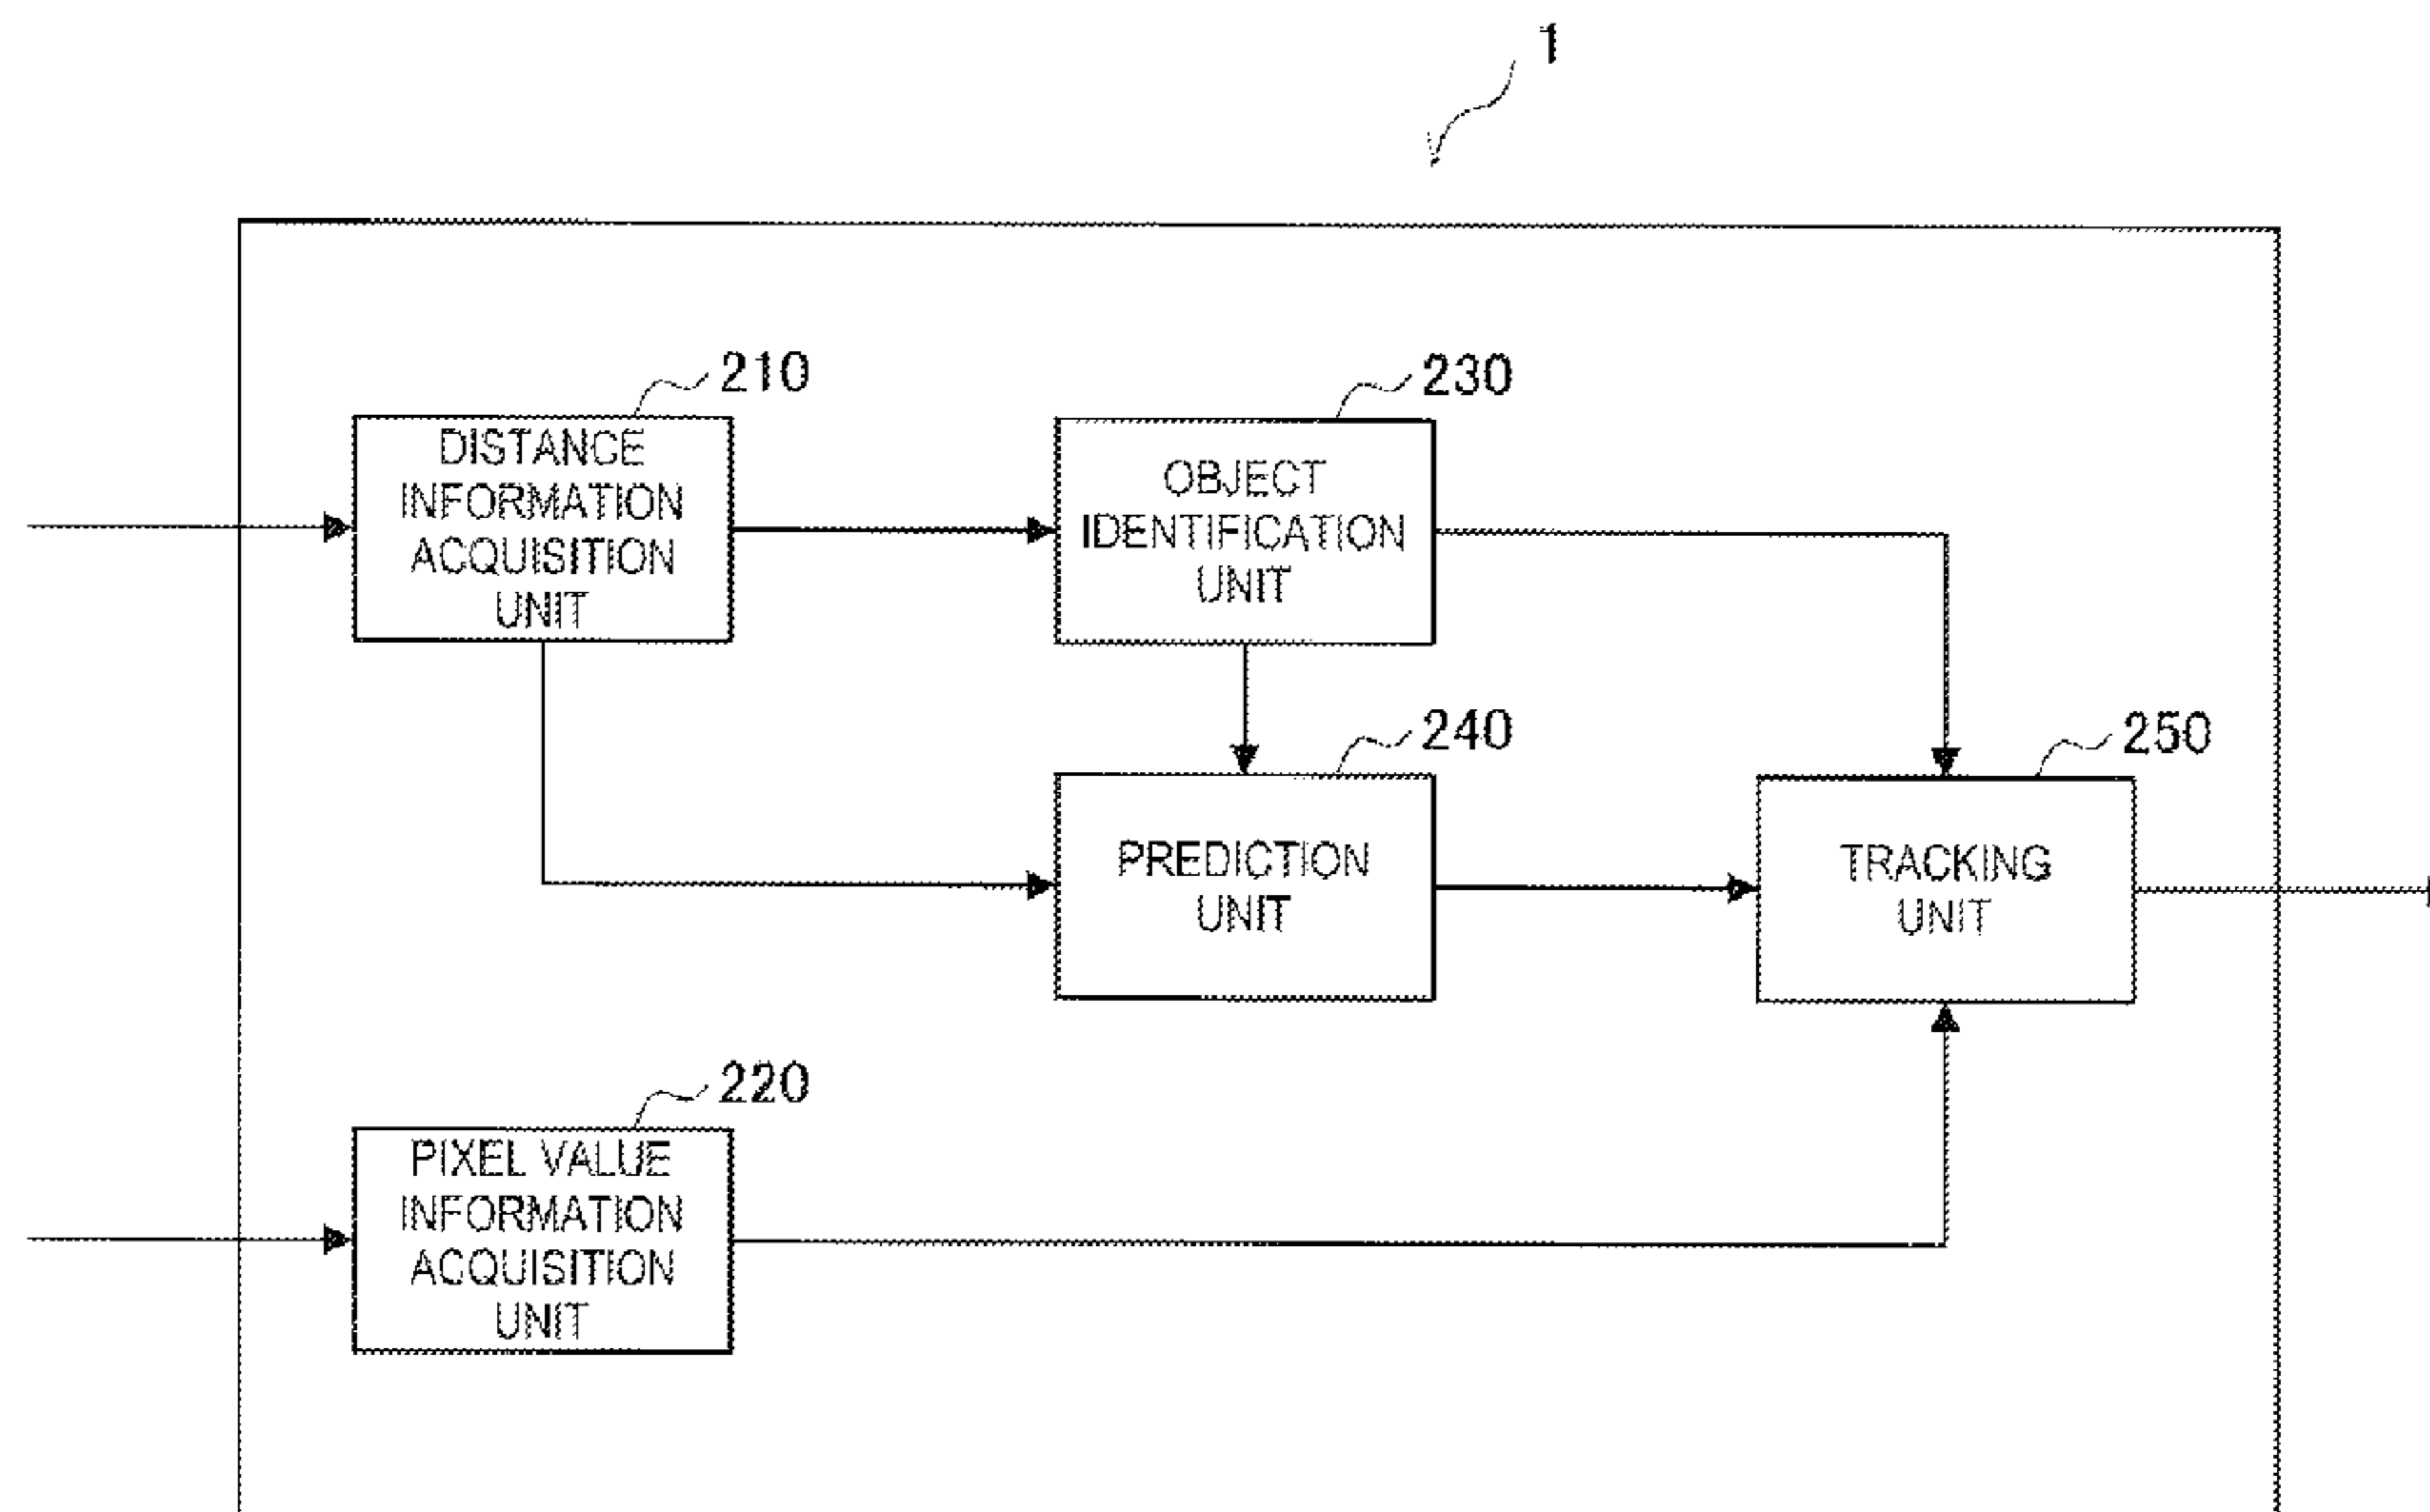 1
210
DISTANCE
INFORMATION
ACQUISITION
UNIT
230
OBJECT
IDENTIFICATION
UNIT
240
PREDICTION
UNIT
250
TRACKING
UNIT
220
PIXEL VALUE
INFORMATION
ACQUISITION
UNIT